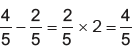 4/5 − 2/5 = 2/5 × 2 = 4/5